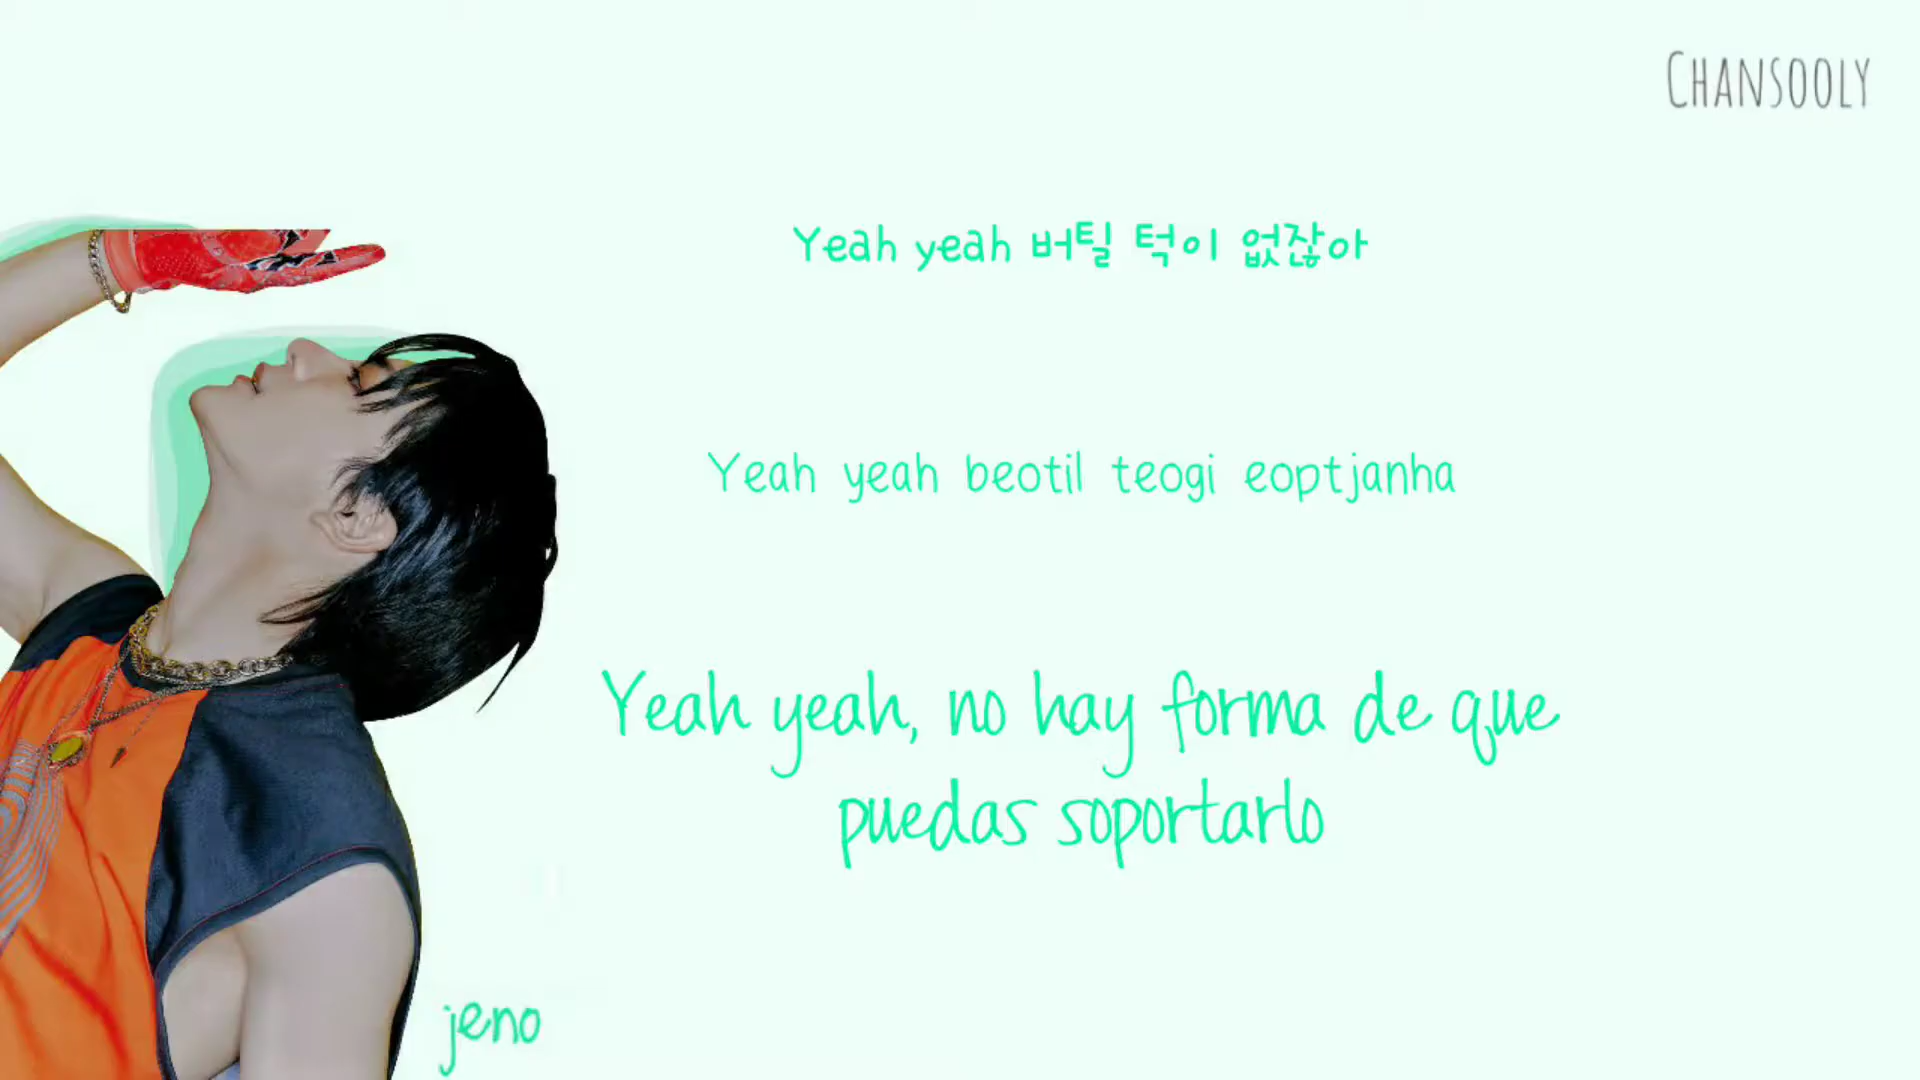 CHANSOOLY
Yeah yeah 버틸 턱이 없잖아
Yeah yeah beotil teogi eoptjanha
Yeah yeah, no hay forma de que
puedas soportarlo
jeno